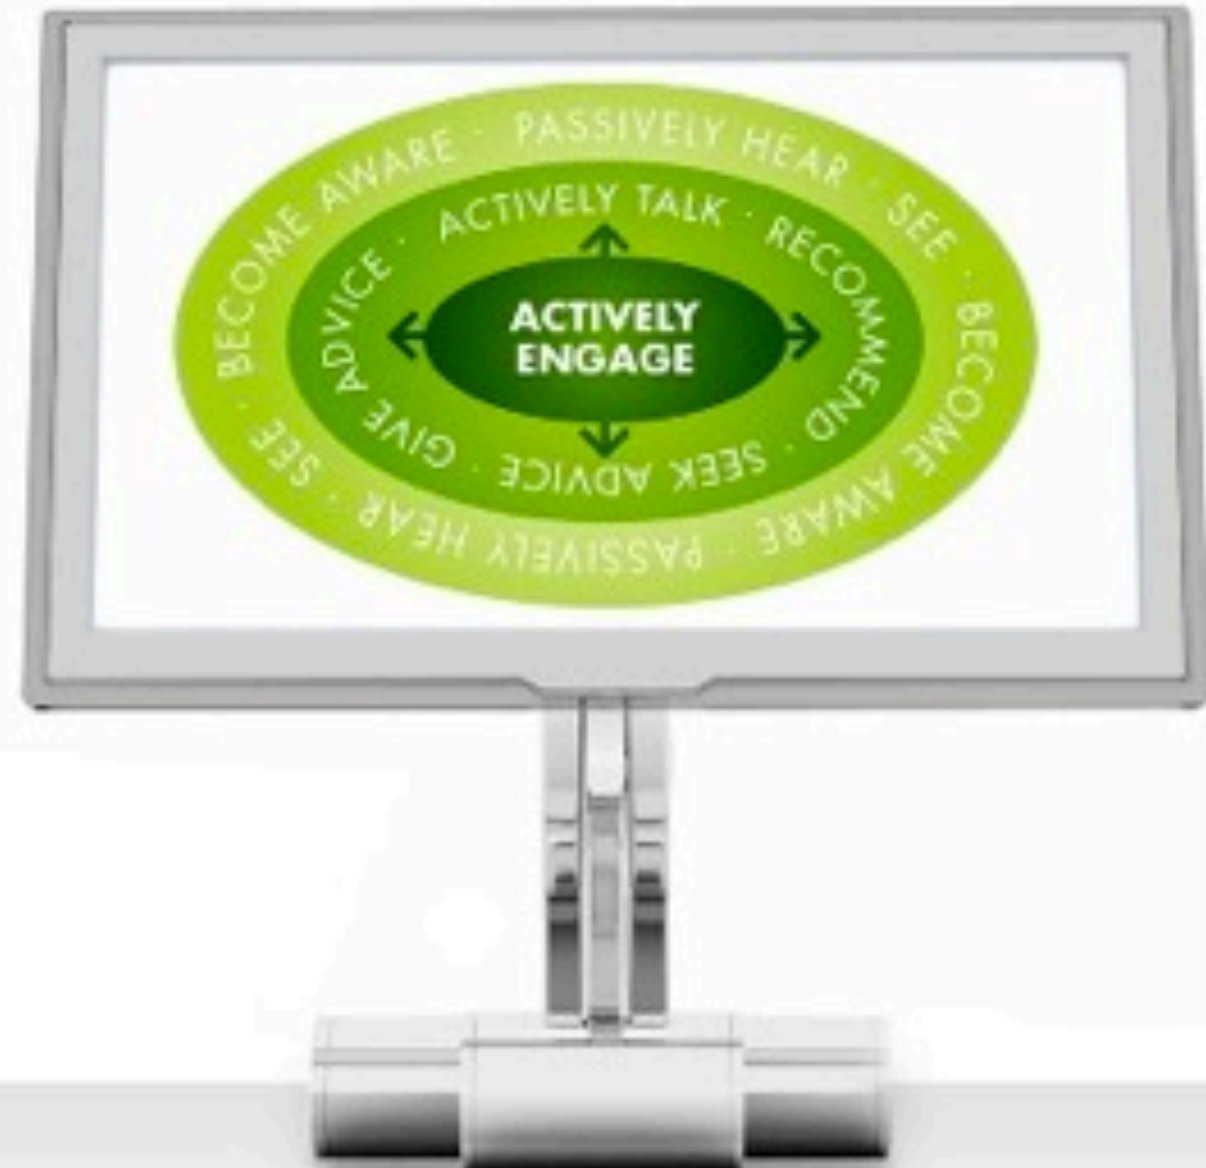 BECOME AWARE · PASSIVELY HEAR · SEE · BECOME AWARE · PASSIVELY HEAR · SEE ·
ACTIVELY TALK · RECOMMEND · SEEK ADVICE · GIVE ADVICE ·
ACTIVELY
ENGAGE